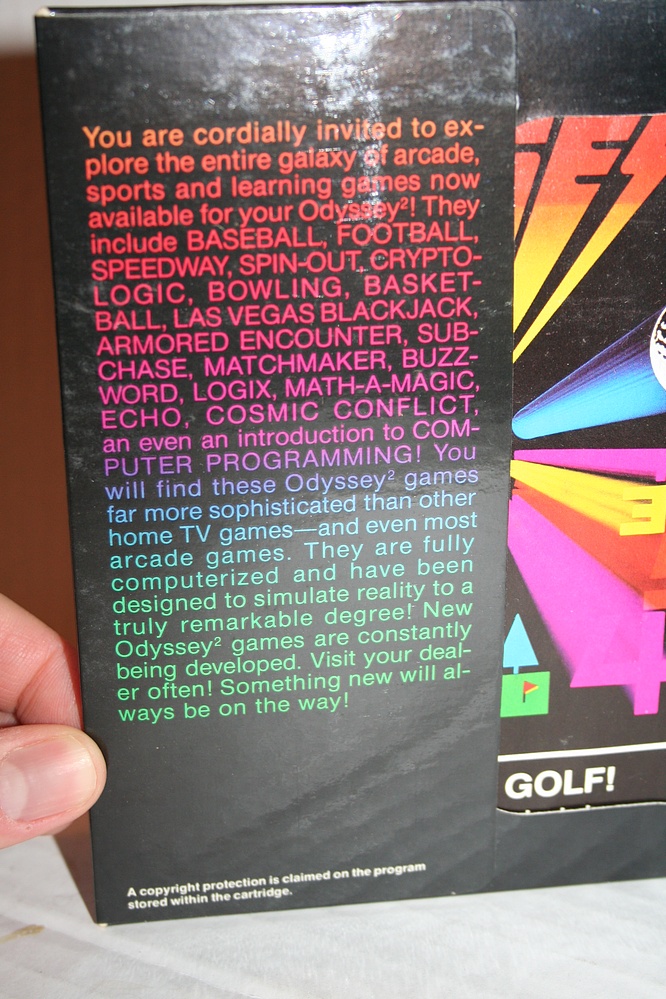 You are cordially invited to ex-
plore the entire galaxy of arcade,
sports and learning games now
available for your Odyssey²! They
include BASEBALL, FOOTBALL,
SPEEDWAY, SPIN-OUT, CRYPTO-
LOGIC, BOWLING, BASKET-
BALL, LAS VEGAS BLACKJACK,
ARMORED ENCOUNTER, SUB-
CHASE, MATCHMAKER, BUZZ-
WORD, LOGIX, MATH-A-MAGIC,
ECHO, COSMIC CONFLICT,
an even an introduction to COM-
PUTER PROGRAMMING! You
will find these Odyssey² games
far more sophisticated than other
home TV games—and even most
arcade games. They are fully
computerized and have been
designed to simulate reality to a
truly remarkable degree! New
Odyssey² games are constantly
being developed. Visit your deal-
er often! Something new will al-
ways be on the way!
A copyright protection is claimed on the program
stored within the cartridge.
GOLF!